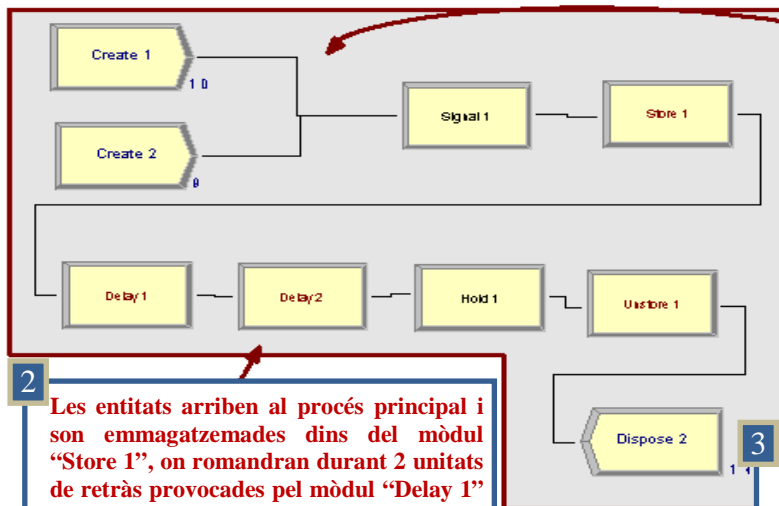 Create 1
1 0
Create 2
9
Signal 1
Store 1
Delay 1
Delay 2
Hold 1
Unstore 1
2
Les entitats arriben al procés principal i
son emmagatzemades dins del mòdul
“Store 1”, on romandran durant 2 unitats
de retràs provocades pel mòdul “Delay 1”
Dispose 2
3